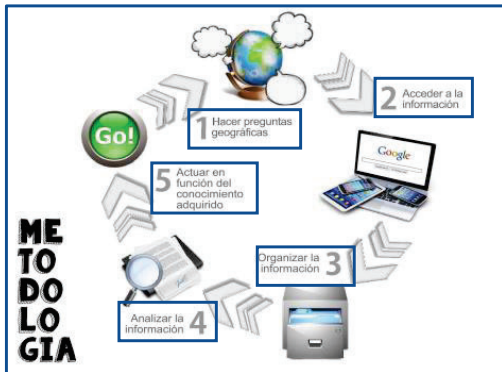 1 Hacer preguntas
geográficas
2 Acceder a la
información
Google
Organizar la
información 3
Analizar la
información 4
5 Actuar en
función del
conocimiento
adquirido
Go!
ME
TO
DO
LO
GIA